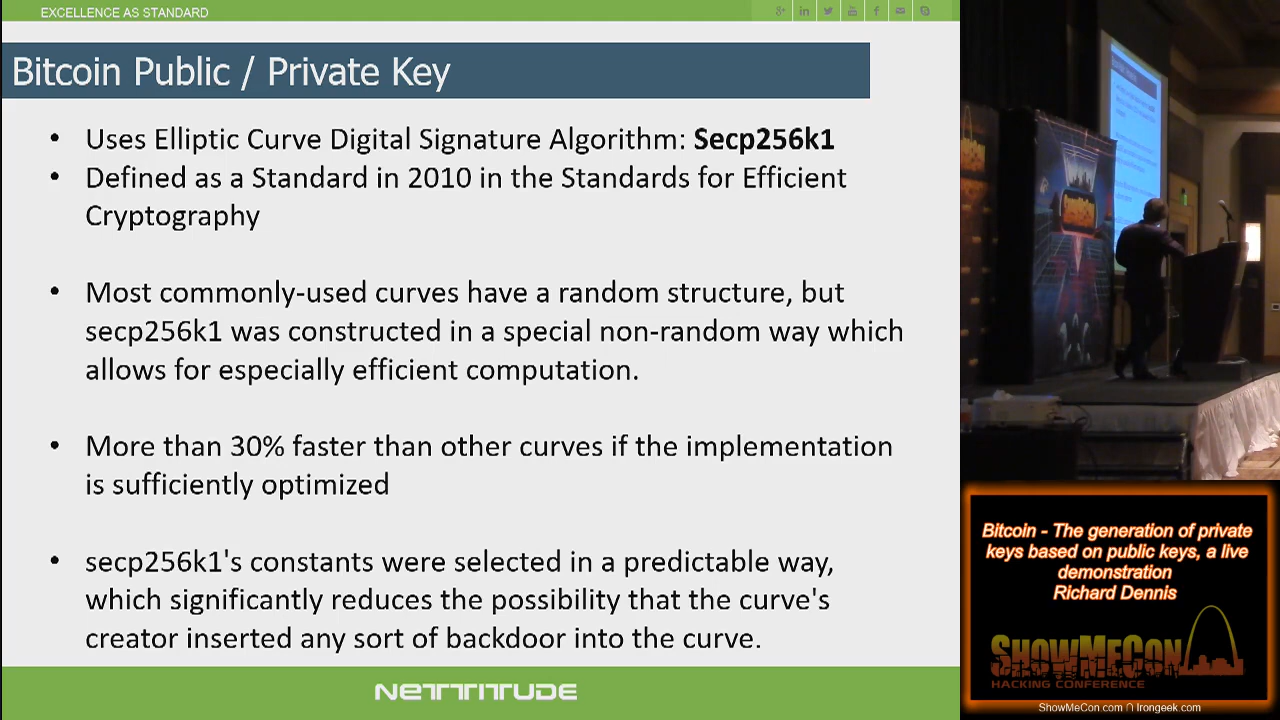 EXCELLENCE AS STANDARD
Bitcoin Public / Private Key
• Uses Elliptic Curve Digital Signature Algorithm: Secp256k1
• Defined as a Standard in 2010 in the Standards for Efficient
Cryptography
• Most commonly-used curves have a random structure, but
secp256k1 was constructed in a special non-random way which
allows for especially efficient computation.
• More than 30% faster than other curves if the implementation
is sufficiently optimized
• secp256k1's constants were selected in a predictable way,
which significantly reduces the possibility that the curve's
creator inserted any sort of backdoor into the curve.
NETTITUDE
Bitcoin - The generation of private
keys based on public keys, a live
demonstration
Richard Dennis
SHOWMECON
HACKING CONFERENCE
ShowMeCon.com ∩ Irongeek.com